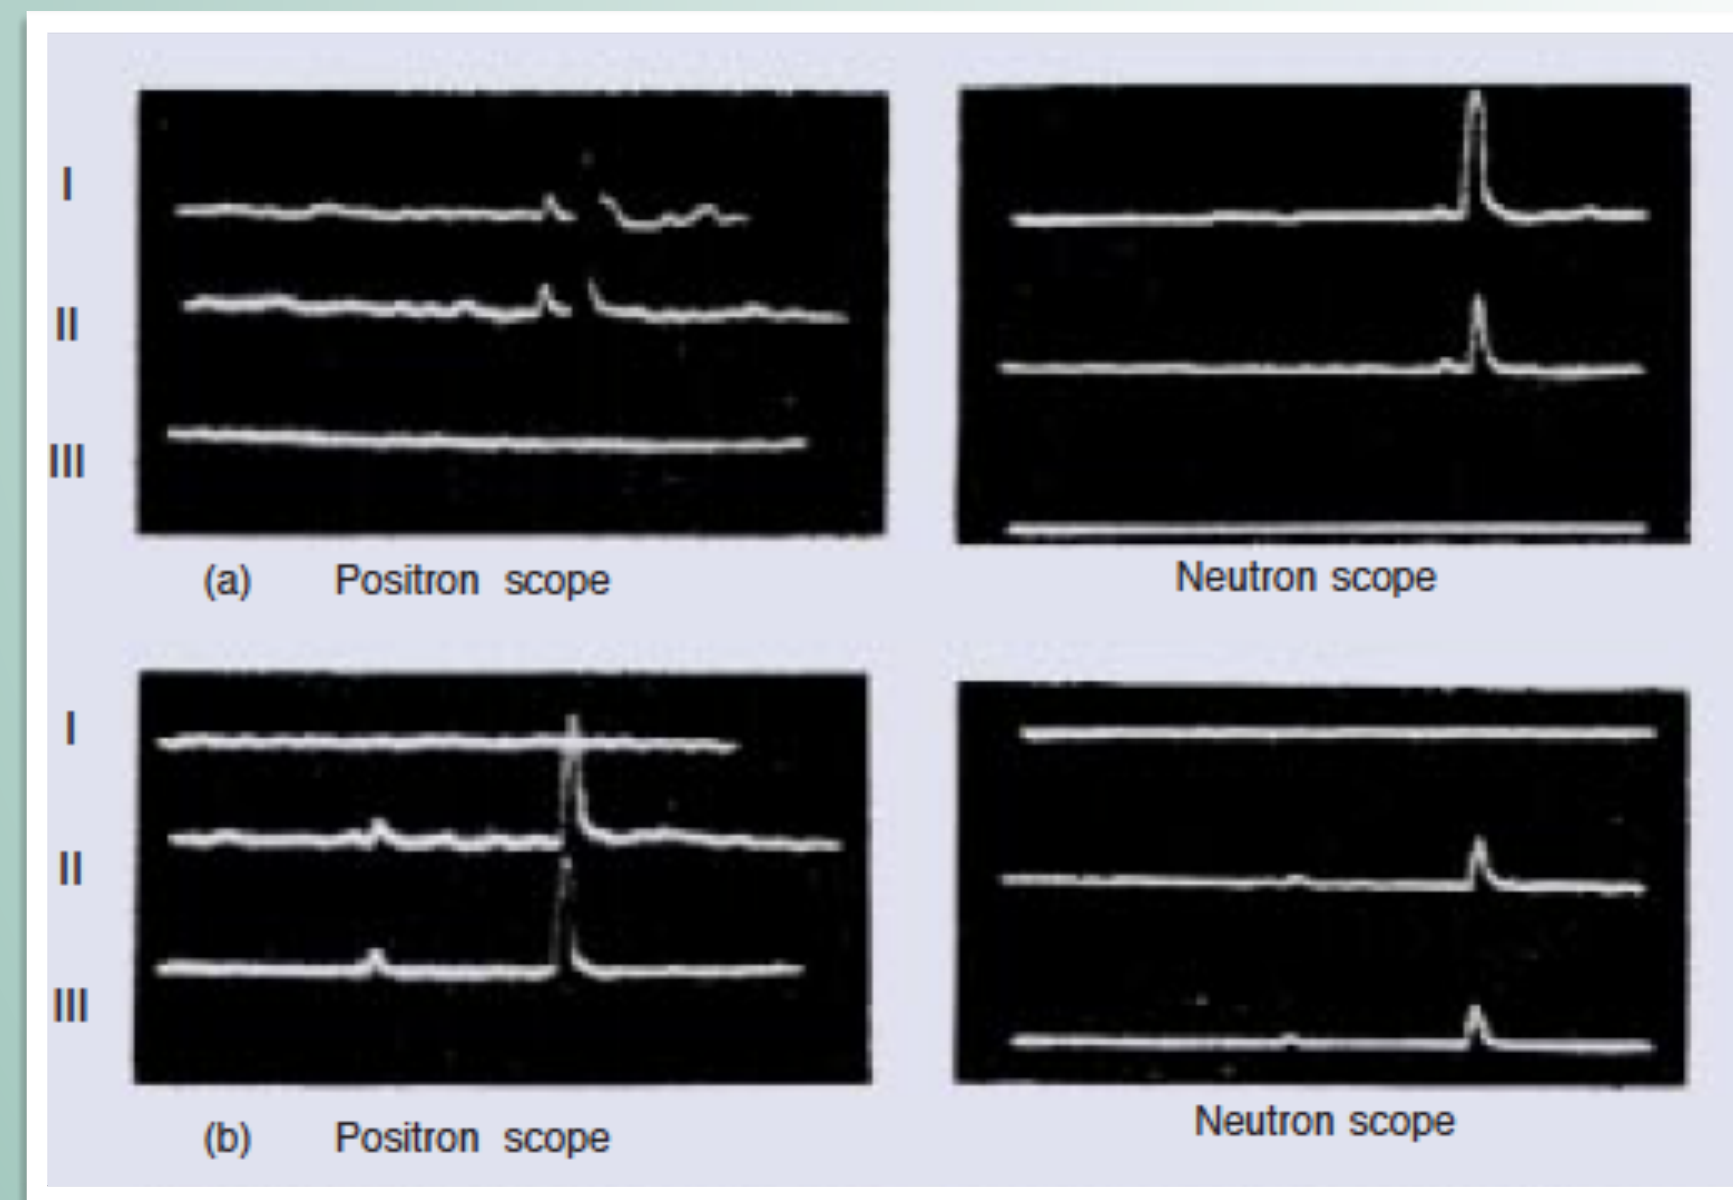 I
II
III
(a) Positron scope
Neutron scope
I
II
III
(b) Positron scope
Neutron scope